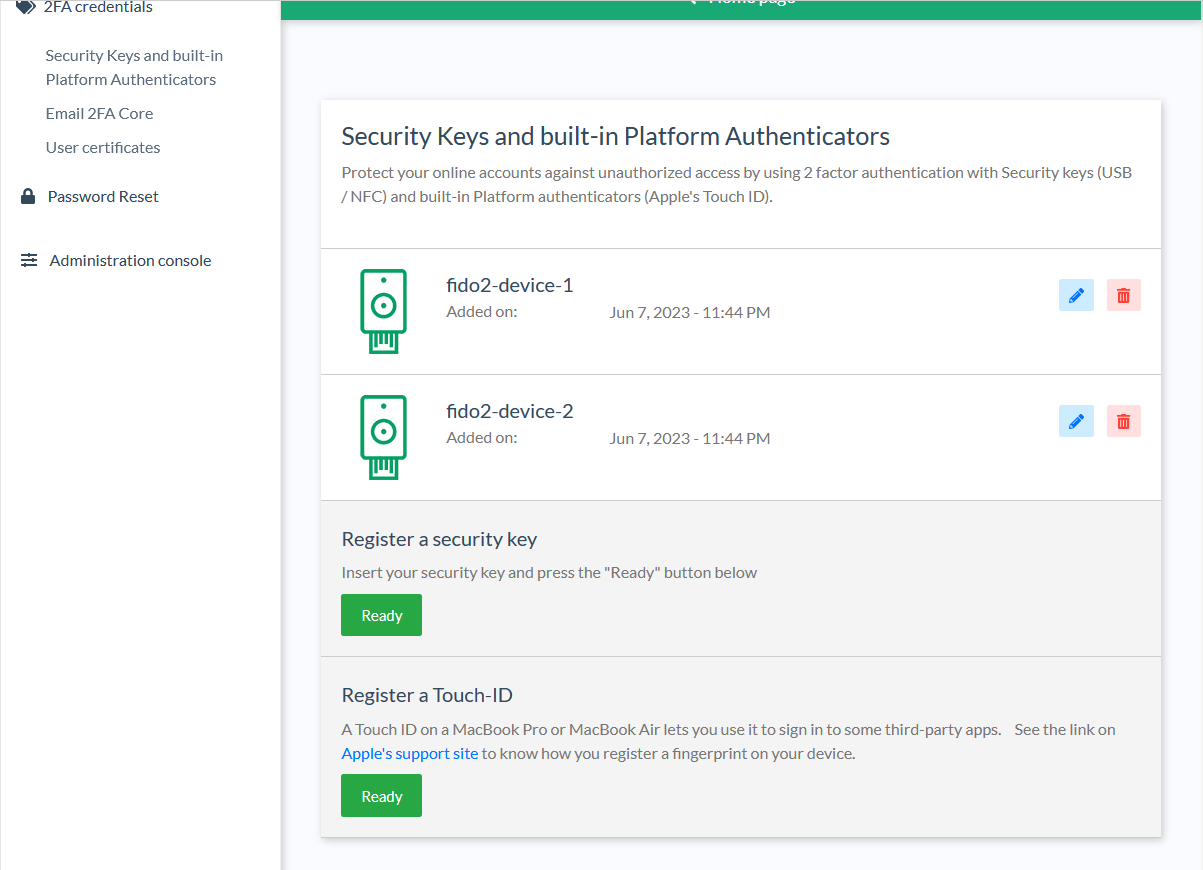 2FA credentials
Home page
Security Keys and built-in
Platform Authenticators
Email 2FA Core
User certificates
Password Reset
Administration console
Security Keys and built-in Platform Authenticators
Protect your online accounts against unauthorized access by using 2 factor authentication with Security keys (USB
/ NFC) and built-in Platform authenticators (Apple's Touch ID).
fido2-device-1
Added on: Jun 7, 2023 - 11:44 PM
fido2-device-2
Added on: Jun 7, 2023 - 11:44 PM
Register a security key
Insert your security key and press the "Ready" button below
Ready
Register a Touch-ID
A Touch ID on a MacBook Pro or MacBook Air lets you use it to sign in to some third-party apps. See the link on
Apple's support site to know how you register a fingerprint on your device.
Ready